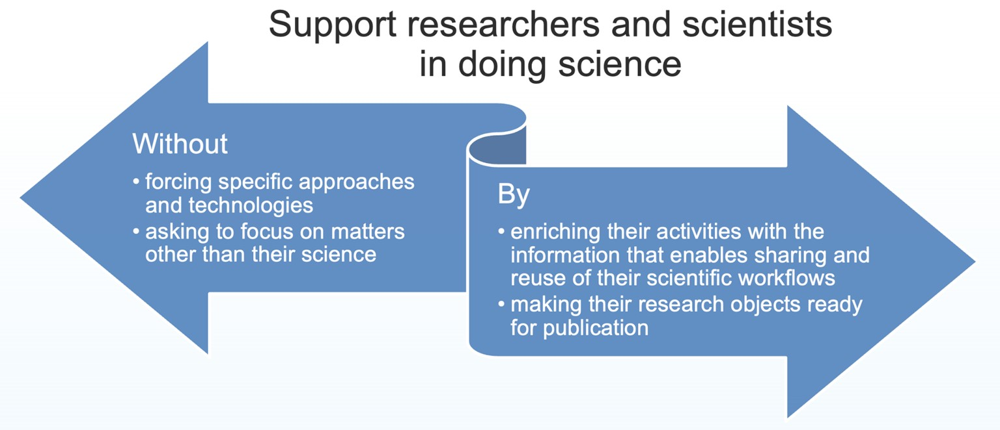 Support researchers and scientists
in doing science
Without
• forcing specific approaches
and technologies
• asking to focus on matters
other than their science
By
• enriching their activities with the
information that enables sharing and
reuse of their scientific workflows
• making their research objects ready
for publication